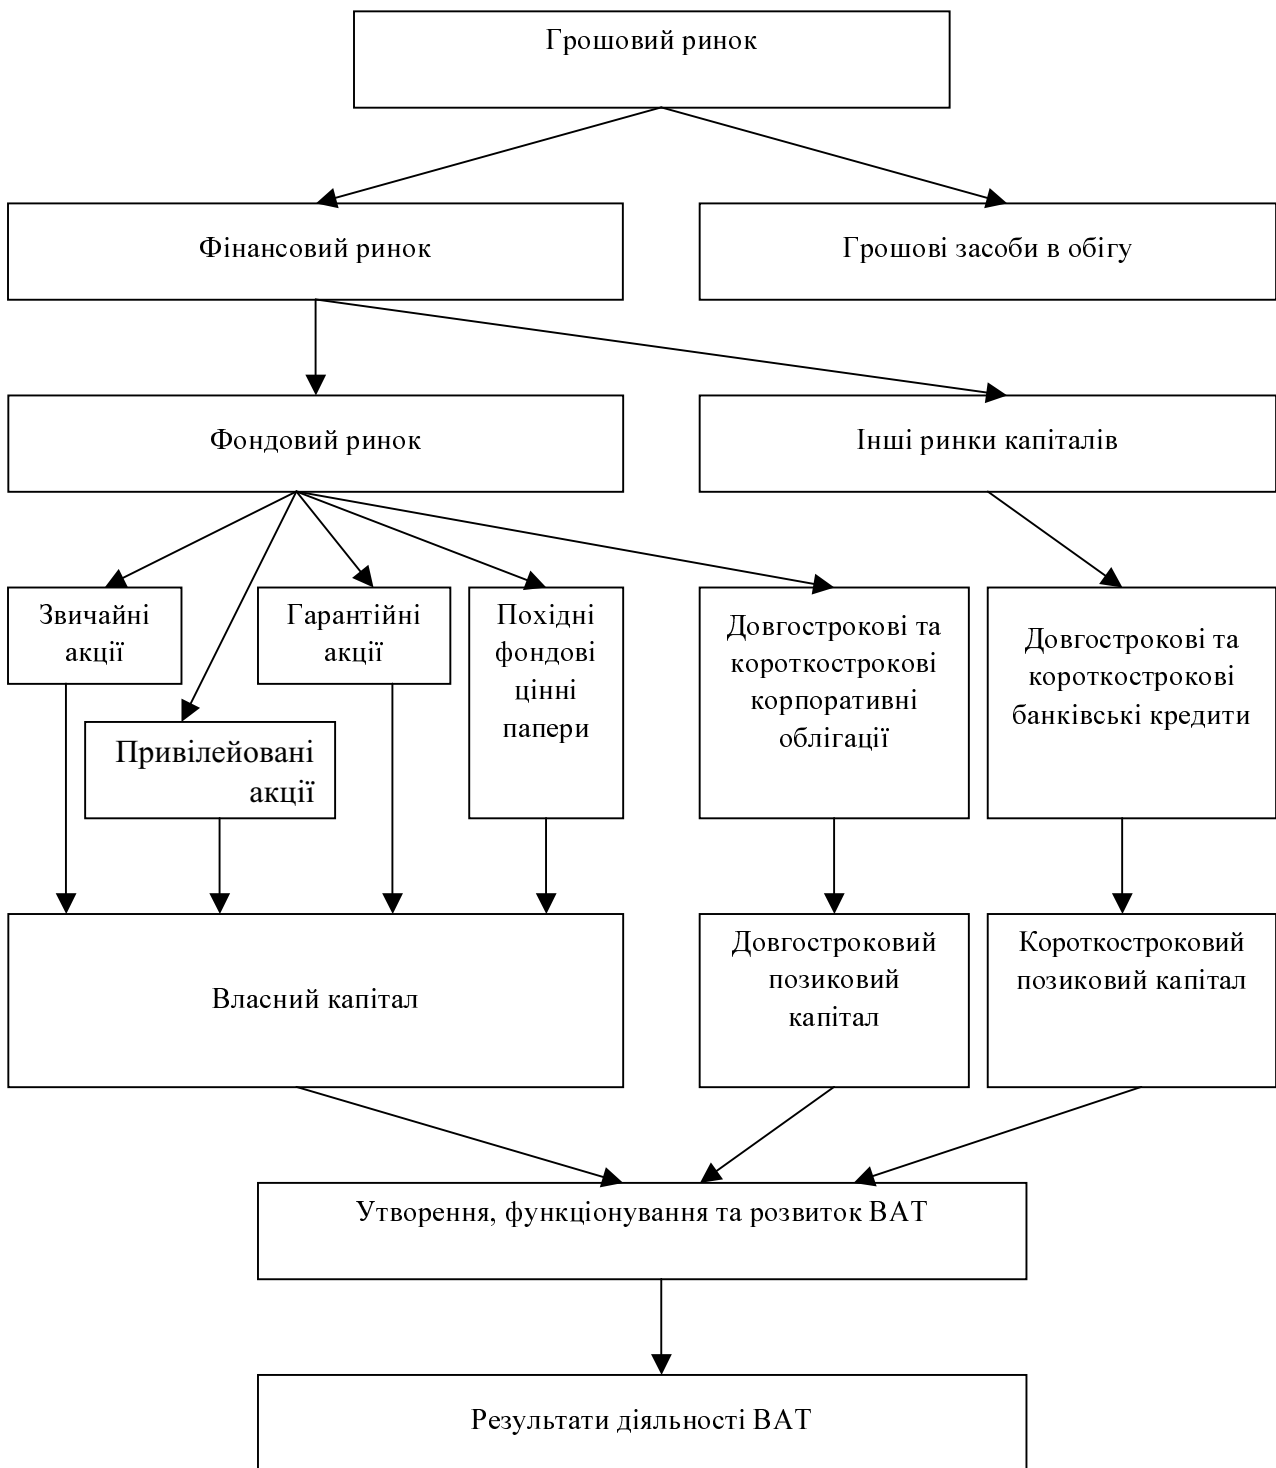 Грошовий ринок
Фінансовий ринок
Грошові засоби в обігу
Фондовий ринок
Інші ринки капіталів
Звичайні
акції
Гарантійні
акції
Похідні
фондові
цінні
папери
Довгострокові та
короткострокові
корпоративні
облігації
Довгострокові та
короткострокові
банківські кредити
Привілейовані
акції
Власний капітал
Довгостроковий
позиковий
капітал
Короткостроковий
позиковий капітал
Утворення, функціонування та розвиток ВАТ
Результати діяльності ВАТ